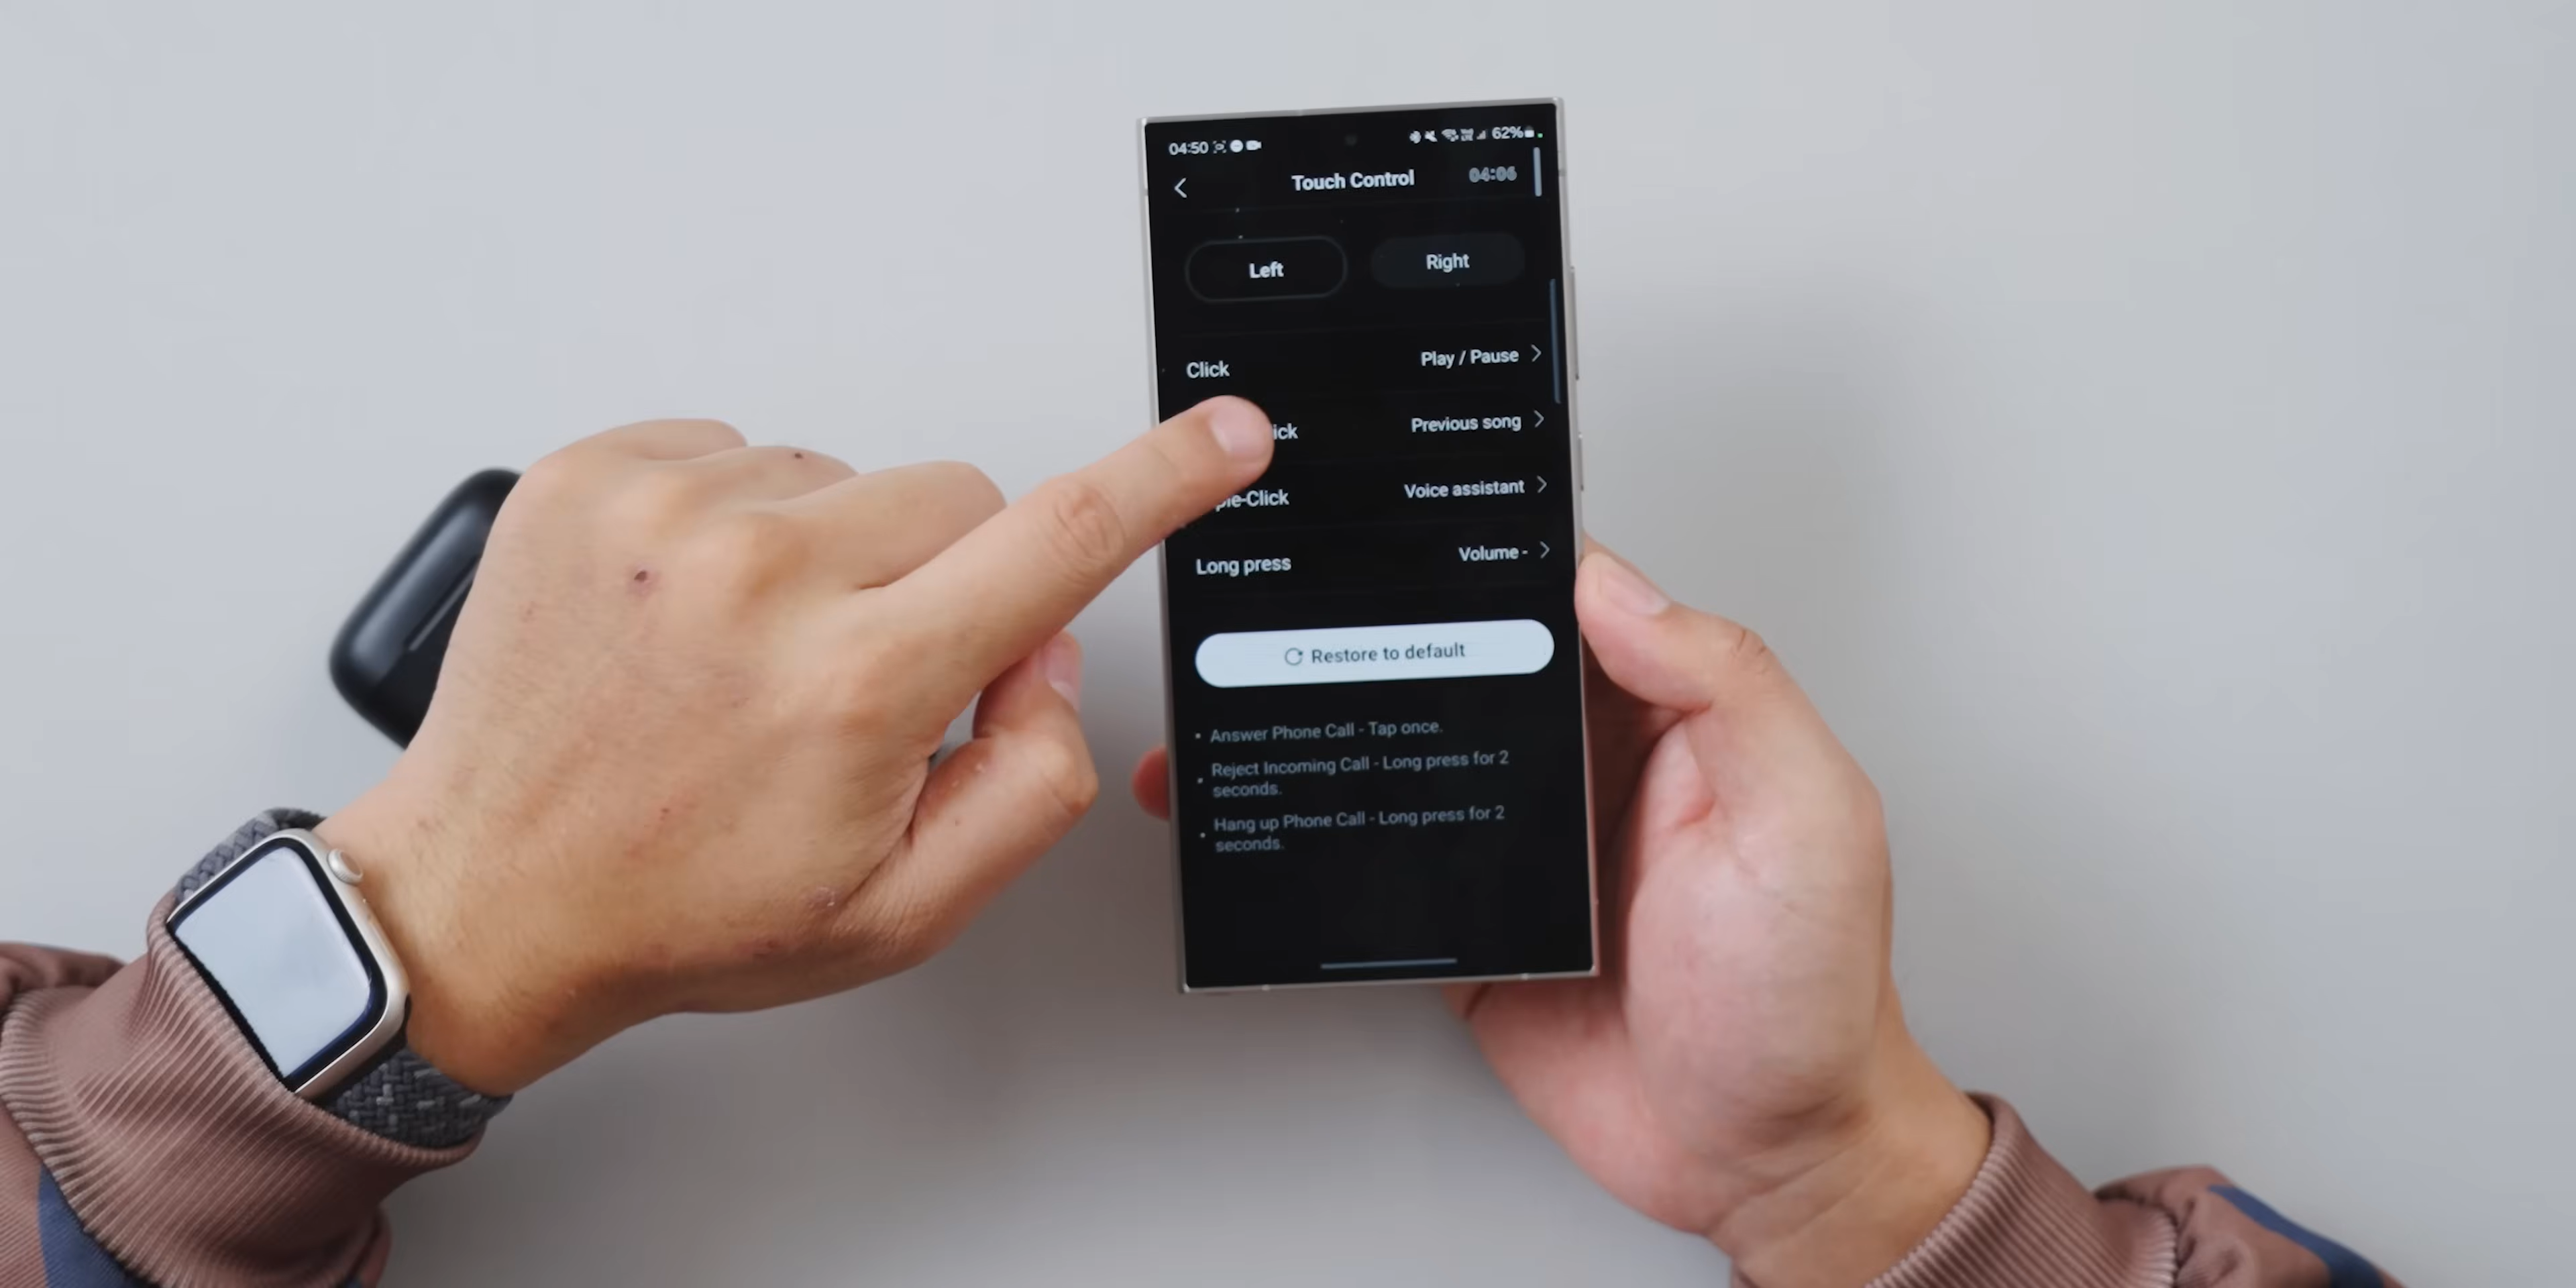 04:50 62%
Touch Control 04:06
Left Right
Click Play / Pause
ick Previous song
ple-Click Voice assistant
Long press Volume -
Restore to default
• Answer Phone Call - Tap once.
• Reject Incoming Call - Long press for 2
seconds.
• Hang up Phone Call - Long press for 2
seconds.